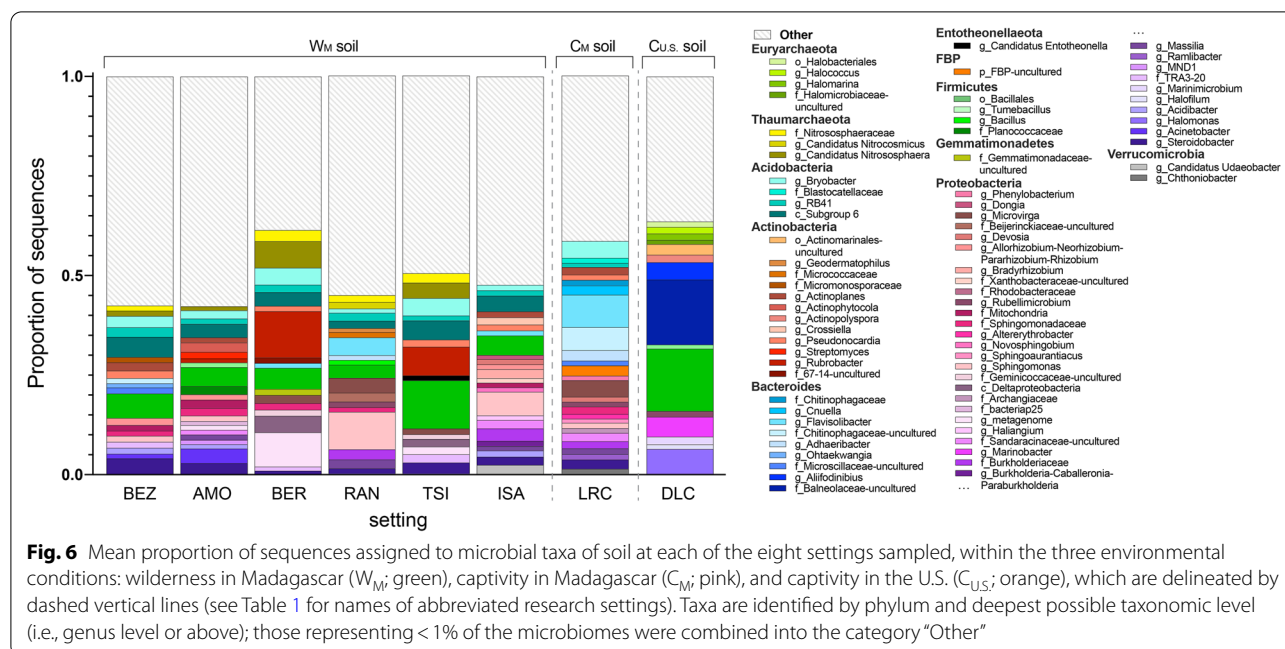 W_M soil
C_M soil
C_U.S. soil
Proportion of sequences
1.0
0.5
0.0
BEZ
AMO
BER
RAN
TSI
ISA
LRC
DLC
setting
Other
Euryarchaeota
o_Halobacteriales
g_Halococcus
g_Halomarina
f_Halomicrobiaceae-
uncultured
Thaumarchaeota
f_Nitrososphaeraceae
g_Candidatus Nitrocosmicus
g_Candidatus Nitrososphaera
Acidobacteria
g_Bryobacter
f_Blastocatellaceae
g_RB41
c_Subgroup 6
Actinobacteria
o_Actinomarinales-
uncultured
g_Geodermatophilus
f_Micrococcaceae
f_Micromonosporaceae
g_Actinoplanes
g_Actinophytocola
g_Actinopolyspora
g_Crossiella
g_Pseudonocardia
g_Streptomyces
g_Rubrobacter
f_67-14-uncultured
Bacteroides
f_Chitinophagaceae
g_Cnuella
g_Flavisolibacter
f_Chitinophagaceae-uncultured
g_Adhaeribacter
g_Ohtaekwangia
f_Microscillaceae-uncultured
g_Aliifodinibius
f_Balneolaceae-uncultured
Entotheonellaeota
g_Candidatus Entotheonella
FBP
p_FBP-uncultured
Firmicutes
o_Bacillales
g_Tumebacillus
g_Bacillus
f_Planococcaceae
Gemmatimonadetes
f_Gemmatimonadaceae-
uncultured
Proteobacteria
g_Phenylobacterium
g_Dongia
g_Microvirga
f_Beijerinckiaceae-uncultured
g_Devosia
g_Allorhizobium-Neorhizobium-
Pararhizobium-Rhizobium
g_Bradyrhizobium
f_Xanthobacteraceae-uncultured
f_Rhodobacteraceae
g_Rubellimicrobium
f_Mitochondria
f_Sphingomonadaceae
g_Altererythrobacter
g_Novosphingobium
g_Sphingoaurantiacus
g_Sphingomonas
f_Geminicoccaceae-uncultured
c_Deltaproteobacteria
f_Archangiaceae
f_bacteriap25
g_metagenome
g_Haliangium
f_Sandaracinaceae-uncultured
g_Marinobacter
f_Burkholderiaceae
g_Burkholderia-Caballeronia-
Paraburkholderia
...
...
g_Massilia
g_Ramlibacter
g_MND1
f_TRA3-20
g_Marinimicrobium
g_Halofilum
g_Acidibacter
g_Halomonas
g_Acinetobacter
g_Steroidobacter
Verrucomicrobia
g_Candidatus Udaeobacter
g_Chthoniobacter
Fig. 6 Mean proportion of sequences assigned to microbial taxa of soil at each of the eight settings sampled, within the three environmental
conditions: wilderness in Madagascar (W_M; green), captivity in Madagascar (C_M; pink), and captivity in the U.S. (C_U.S.; orange), which are delineated by
dashed vertical lines (see Table 1 for names of abbreviated research settings). Taxa are identified by phylum and deepest possible taxonomic level
(i.e., genus level or above); those representing < 1% of the microbiomes were combined into the category "Other"